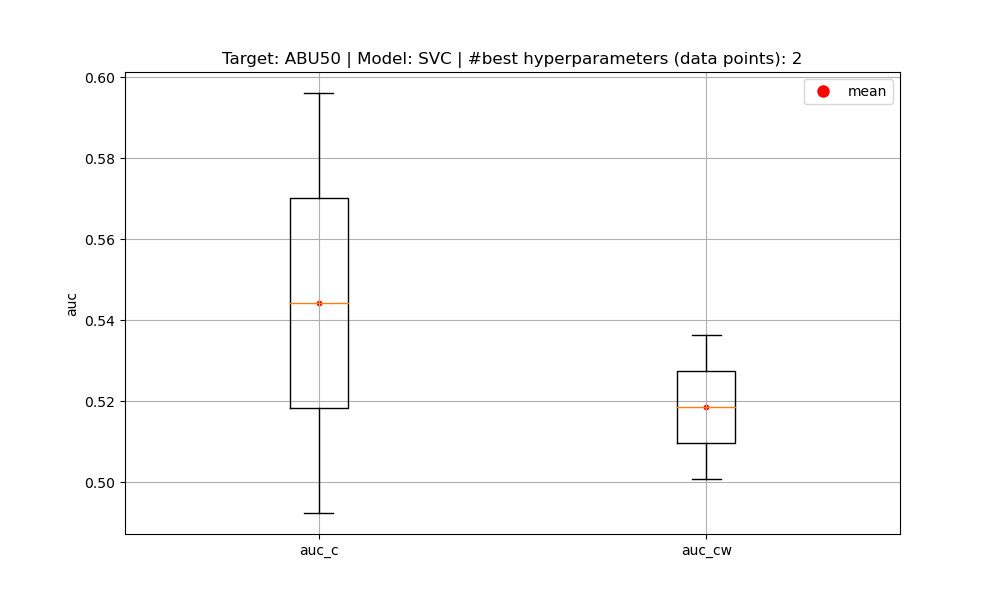 Target: ABU50 | Model: SVC | #best hyperparameters (data points): 2
mean
0.60
0.58
0.56
0.54
0.52
0.50
auc
auc_c
auc_cw